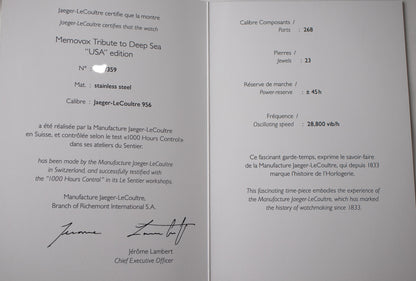 Jaeger-LeCoultre certifie que la montre
Jaeger-LeCoultre certifies that the watch
Memovox Tribute to Deep Sea
"USA" edition
N° : /359
Mat. : stainless steel
Calibre : Jaeger-LeCoultre 956
a été réalisée par la Manufacture Jaeger-LeCoultre
en Suisse, et contrôlée selon le test «1000 Hours Control»
dans ses ateliers du Sentier.
has been made by the Manufacture Jaeger-LeCoultre
in Switzerland, and successfully tested with
the "1000 Hours Control" in its Le Sentier workshops.
Manufacture Jaeger-LeCoultre,
Branch of Richemont International S.A.
Jerome Lambert
Jérôme Lambert
Chief Executive Officer
Calibre Composants /
Parts : 268
Pierres /
Jewels : 23
Réserve de marche /
Power-reserve : ± 45h
Fréquence /
Oscillating speed : 28,800 vib/h
Ce fascinant garde-temps, exprime le savoir-faire
de la Manufacture Jaeger-LeCoultre, qui depuis 1833
marque l'histoire de l'Horlogerie.
This fascinating time-piece embodies the experience of
the Manufacture Jaeger-LeCoultre, which has marked
the history of watchmaking since 1833.